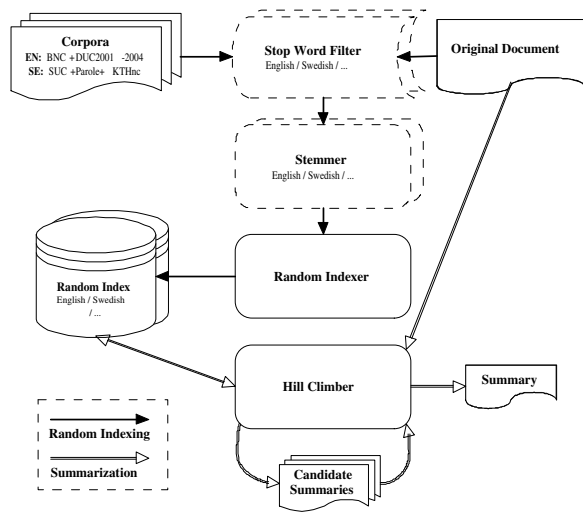 Corpora
EN: BNC +DUC2001 -2004
SE: SUC +Parole+ KTHnc
Stop Word Filter
English / Swedish / ...
Original Document
Stemmer
English / Swedish / ...
Random Indexer
Random Index
English / Swedish
/ ...
Hill Climber
Summary
Random Indexing
Summarization
Candidate
Summaries